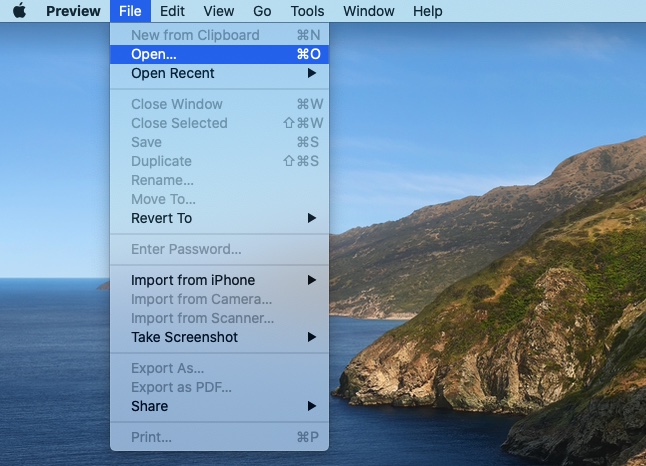 Preview File Edit View Go Tools Window Help
New from Clipboard ⌘N
Open... ⌘O
Open Recent
Close Window ⌘W
Close Selected ⇧⌘W
Save ⌘S
Duplicate ⇧⌘S
Rename...
Move To...
Revert To
Enter Password...
Import from iPhone
Import from Camera...
Import from Scanner...
Take Screenshot
Export As...
Export as PDF...
Share
Print... ⌘P